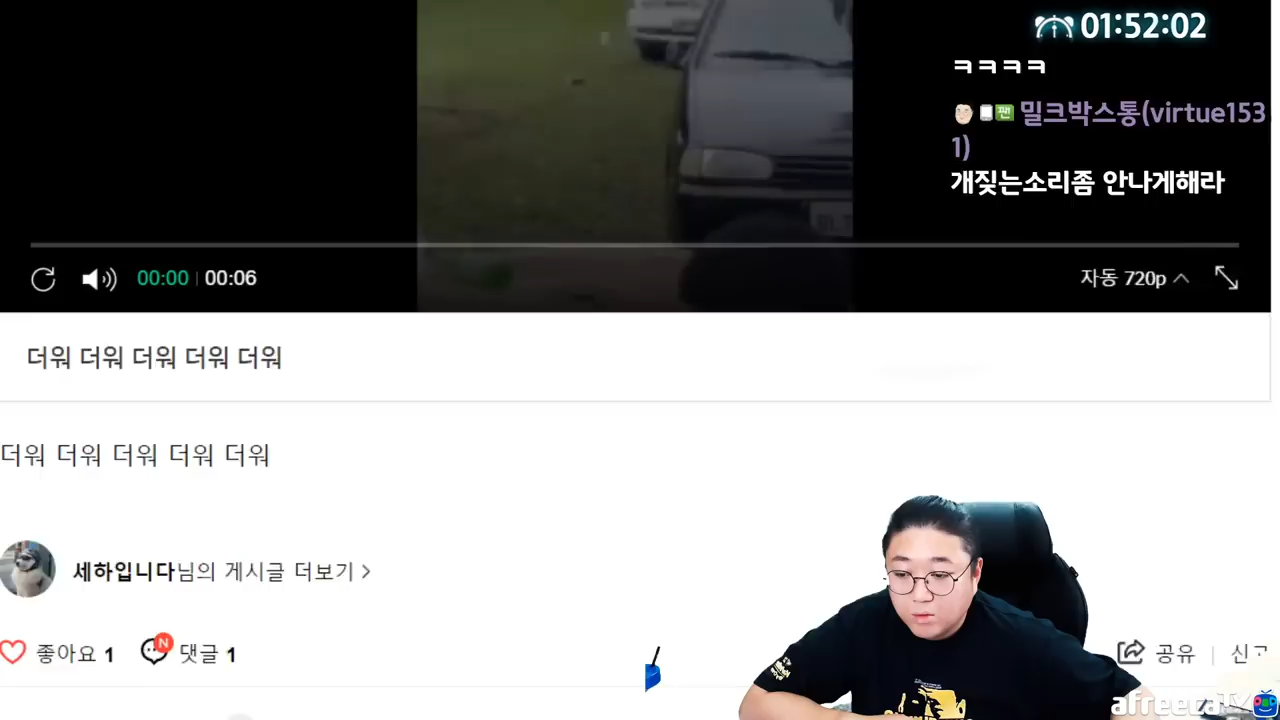 01:52:02
ㅋㅋㅋㅋ
팬 밀크박스통(virtue153
1)
개짖는소리좀 안나게해라
00:00 | 00:06
자동 720p
더워 더워 더워 더워 더워
더워 더워 더워 더워 더워
세하입니다님의 게시글 더보기 >
좋아요 1 N 댓글 1
공유 | 신고
afreecaTV